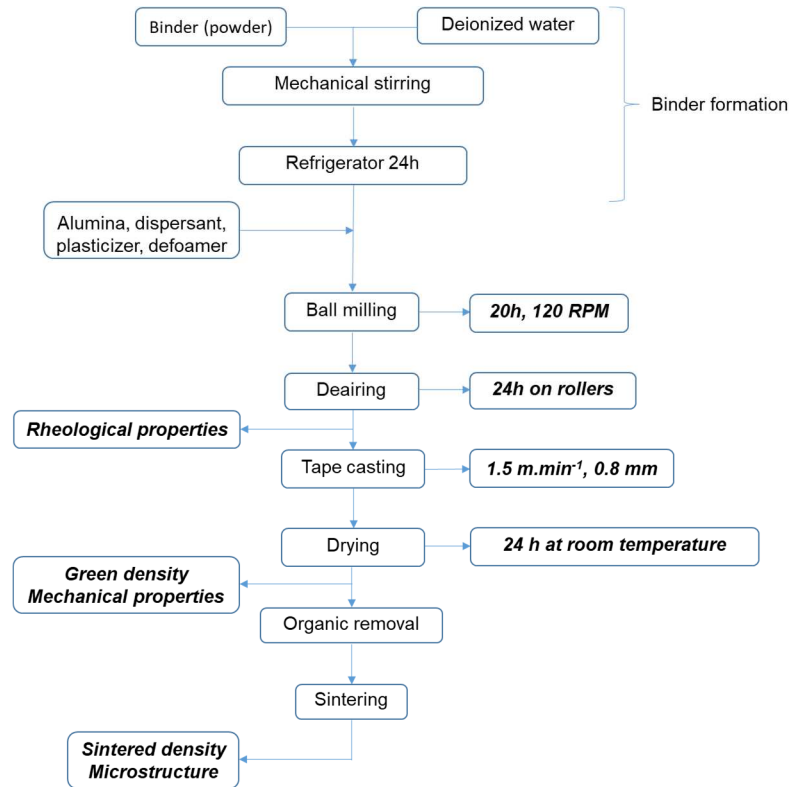 Binder (powder)
Deionized water
Mechanical stirring
Binder formation
Refrigerator 24h
Alumina, dispersant,
plasticizer, defoamer
Ball milling
20h, 120 RPM
Deairing
24h on rollers
Rheological properties
Tape casting
1.5 m.min⁻¹, 0.8 mm
Drying
24 h at room temperature
Green density
Mechanical properties
Organic removal
Sintering
Sintered density
Microstructure